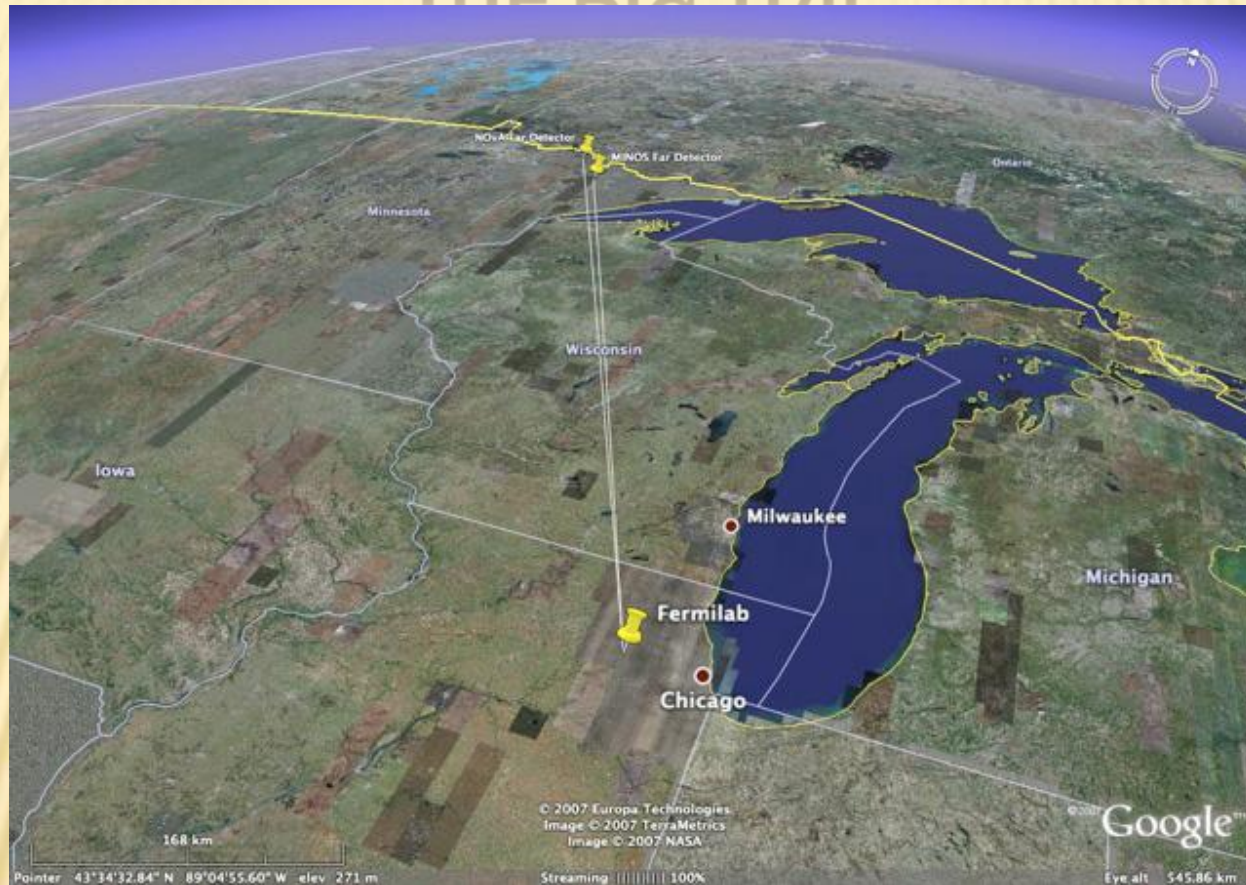 NOvA Far Detector
MINOS Far Detector
Ontario
Minnesota
Wisconsin
Iowa
Milwaukee
Michigan
Fermilab
Chicago
© 2007 Europa Technologies
Image © 2007 TerraMetrics
Image © 2007 NASA
Google
168 km
Pointer 43°34'32.84" N 89°04'55.60" W elev 271 m
Streaming 100%
Eye alt 545.86 km
N